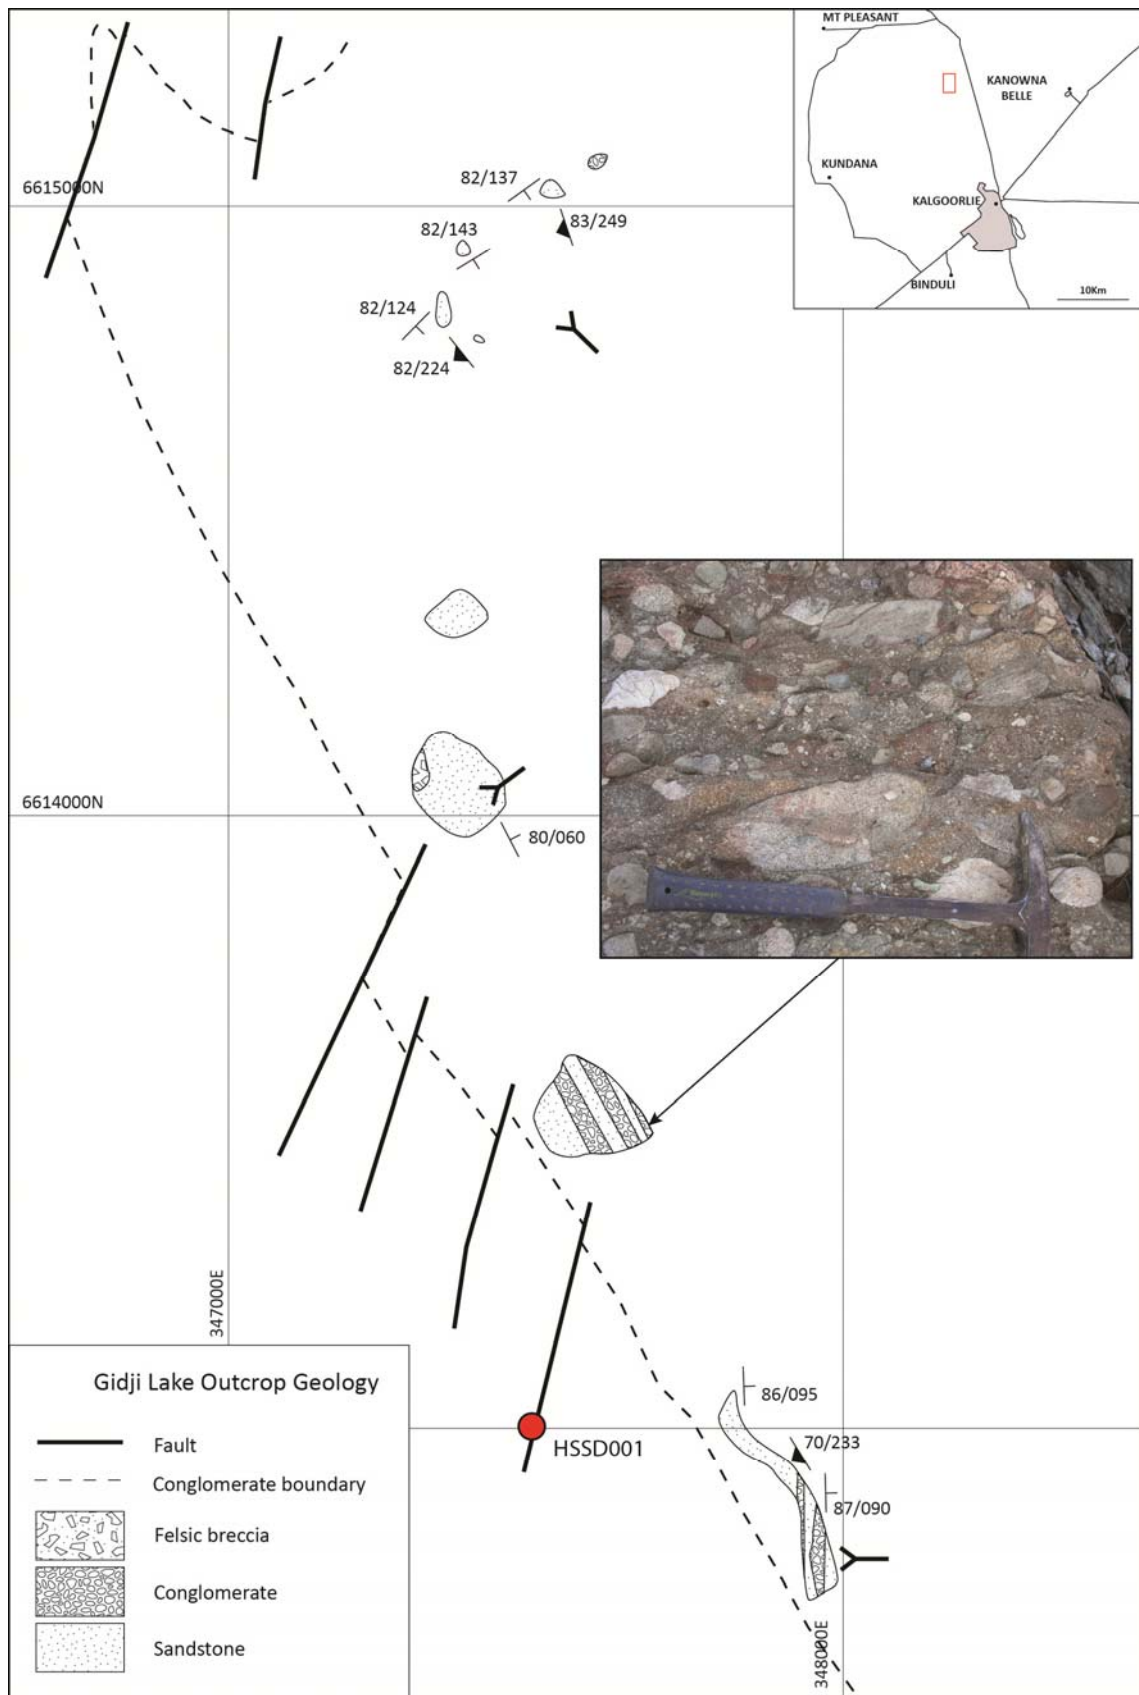 MT PLEASANT
KANOWNA
BELLE
KUNDANA
KALGOORLIE
BINDULI
10Km
6615000N
82/137
83/249
82/143
82/124
82/224
6614000N
80/060
347000E
HSSD001
86/095
70/233
87/090
348000E
Gidji Lake Outcrop Geology
Fault
Conglomerate boundary
Felsic breccia
Conglomerate
Sandstone